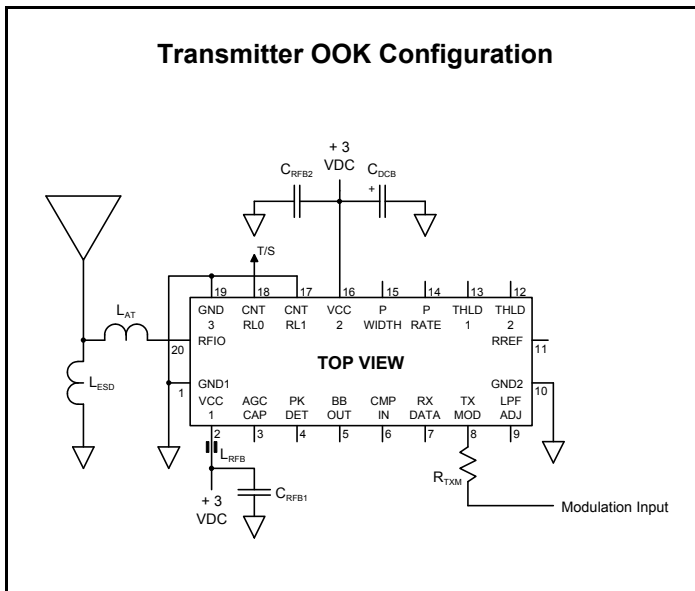 Transmitter OOK Configuration
+ 3
VDC
CRFB2
CDCB
+
T/S
19 18 17 16 15 14 13 12
GND
3
CNT
RL0
CNT
RL1
VCC
2
P
WIDTH
P
RATE
THLD
1
THLD
2
LAT
20
RFIO
RREF
11
TOP VIEW
LESD
1
GND1
GND2
10
VCC
1
AGC
CAP
PK
DET
BB
OUT
CMP
IN
RX
DATA
TX
MOD
LPF
ADJ
2 3 4 5 6 7 8 9
LRFB
+ 3
VDC
CRFB1
RTXM
Modulation Input